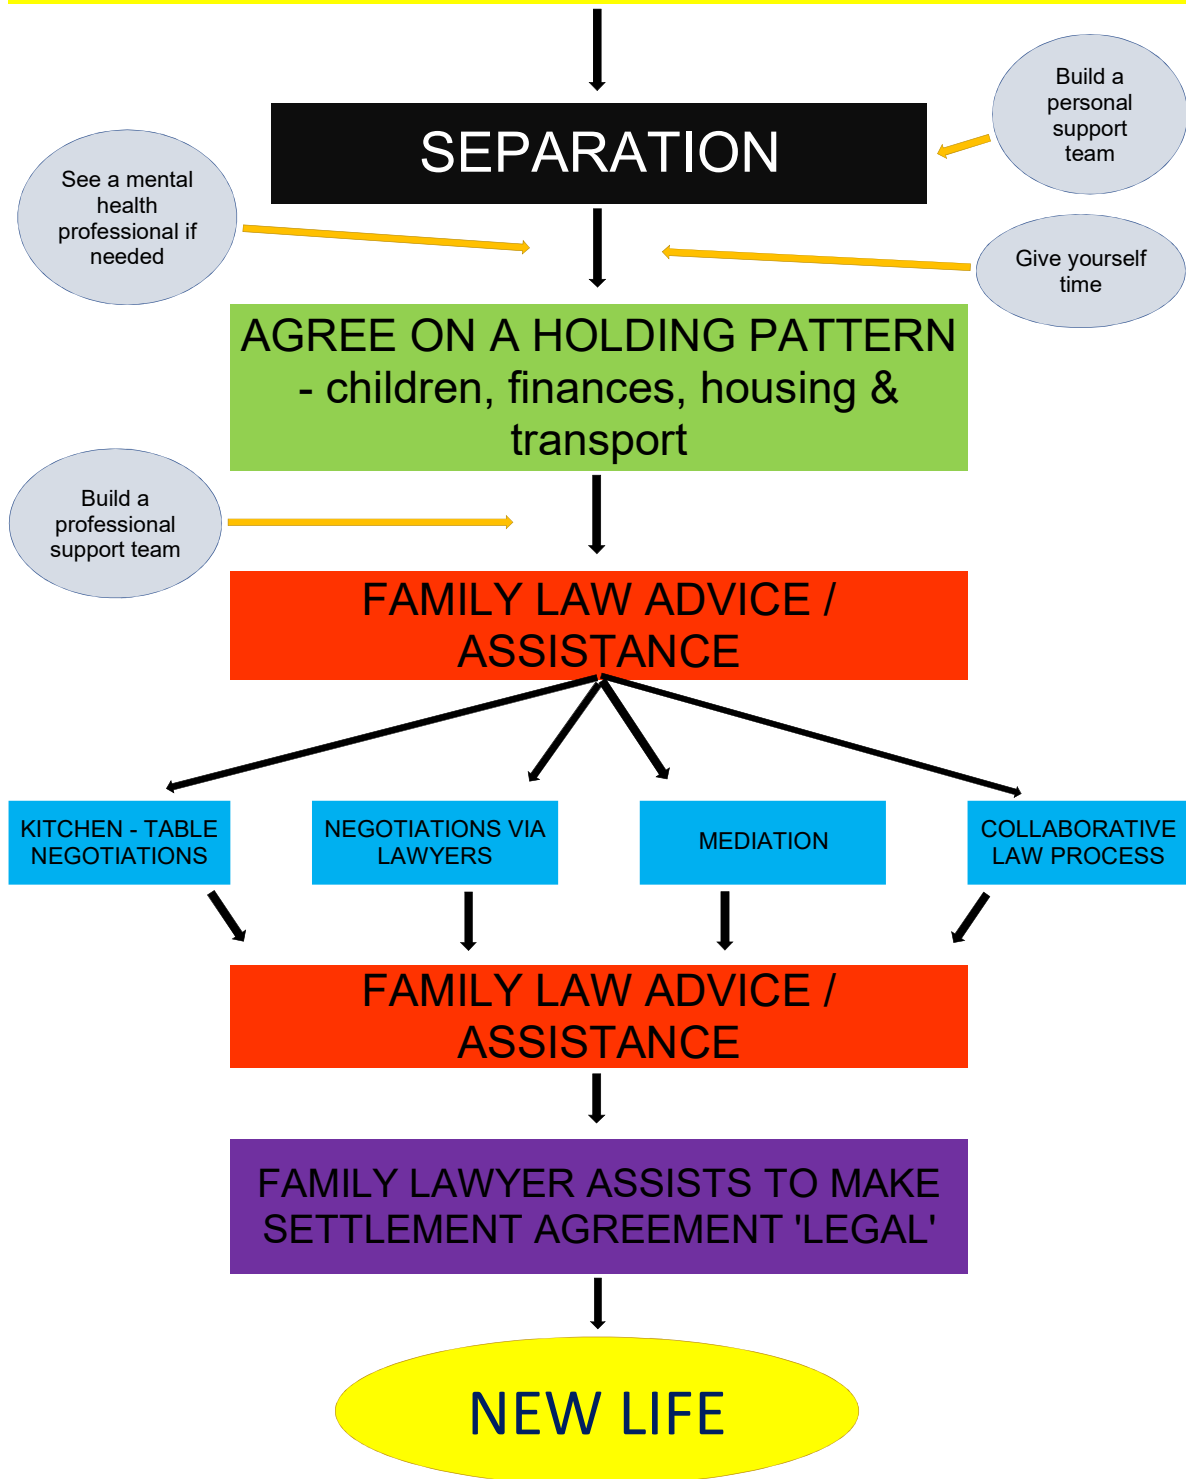 Build a
personal
support
team
SEPARATION
See a mental
health
professional if
needed
Give yourself
time
AGREE ON A HOLDING PATTERN
- children, finances, housing &
transport
Build a
professional
support team
FAMILY LAW ADVICE /
ASSISTANCE
KITCHEN - TABLE
NEGOTIATIONS
NEGOTIATIONS VIA
LAWYERS
MEDIATION
COLLABORATIVE
LAW PROCESS
FAMILY LAW ADVICE /
ASSISTANCE
FAMILY LAWYER ASSISTS TO MAKE
SETTLEMENT AGREEMENT 'LEGAL'
NEW LIFE